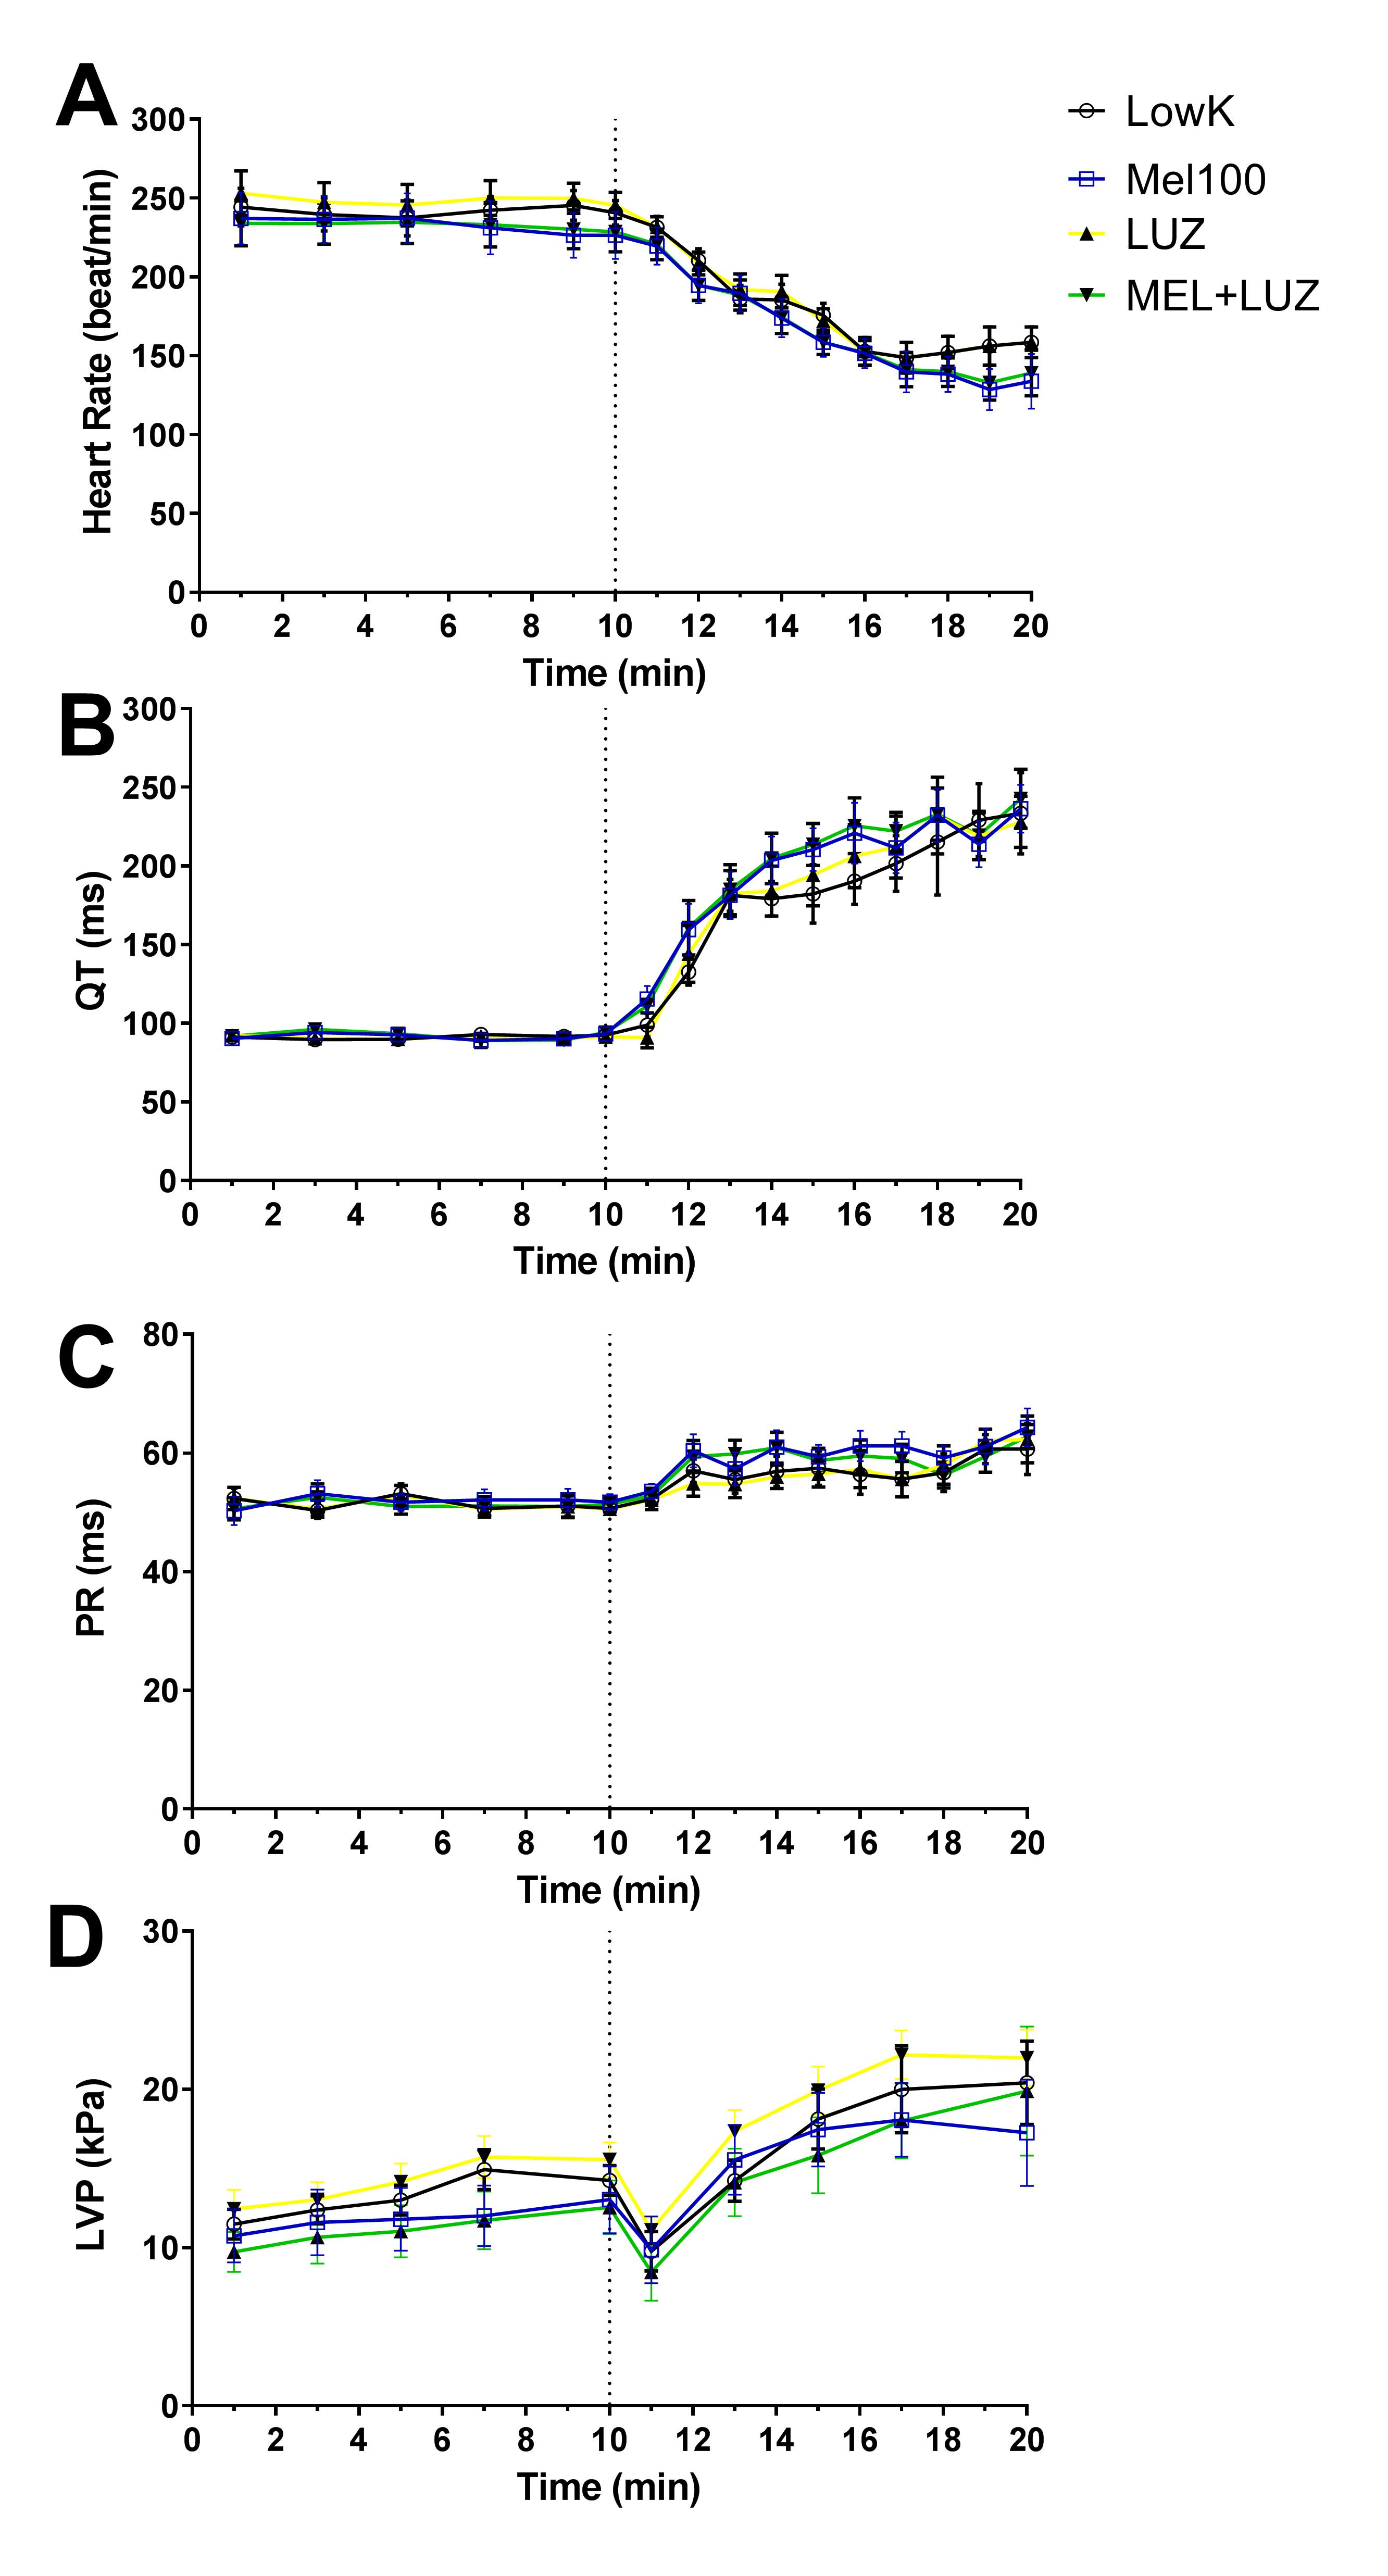 A
LowK
Mel100
LUZ
MEL+LUZ
Heart Rate (beat/min)
300
250
200
150
100
50
0
0 2 4 6 8 10 12 14 16 18 20
Time (min)
B
QT (ms)
300
250
200
150
100
50
0
0 2 4 6 8 10 12 14 16 18 20
Time (min)
C
PR (ms)
80
60
40
20
0
0 2 4 6 8 10 12 14 16 18 20
Time (min)
D
LVP (kPa)
30
20
10
0
0 2 4 6 8 10 12 14 16 18 20
Time (min)